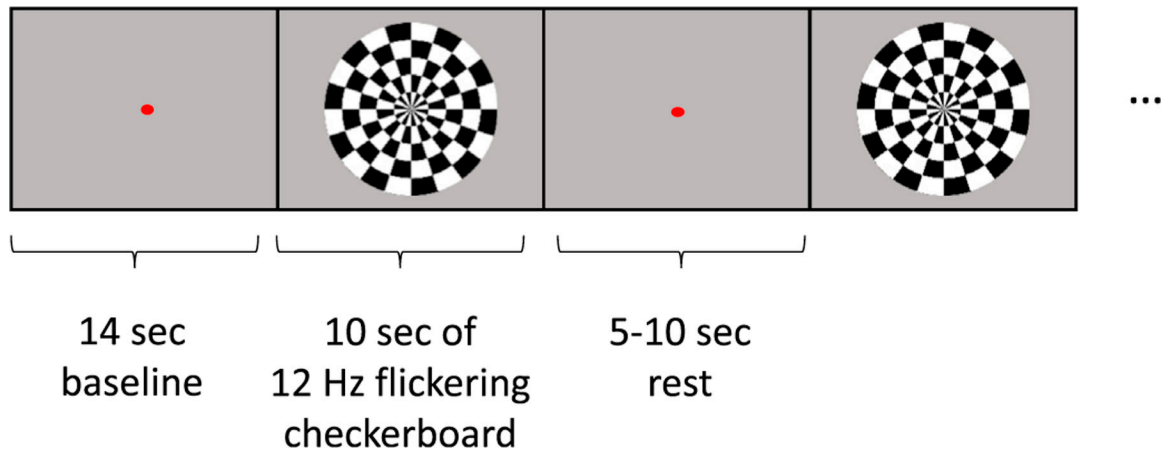 ...
14 sec
baseline
10 sec of
12 Hz flickering
checkerboard
5-10 sec
rest